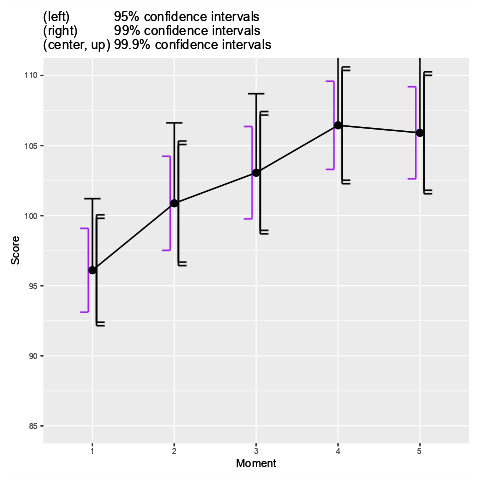 (left) 95% confidence intervals
(right) 99% confidence intervals
(center, up) 99.9% confidence intervals
110
105
100
95
90
85
Score
1 2 3 4 5
Moment